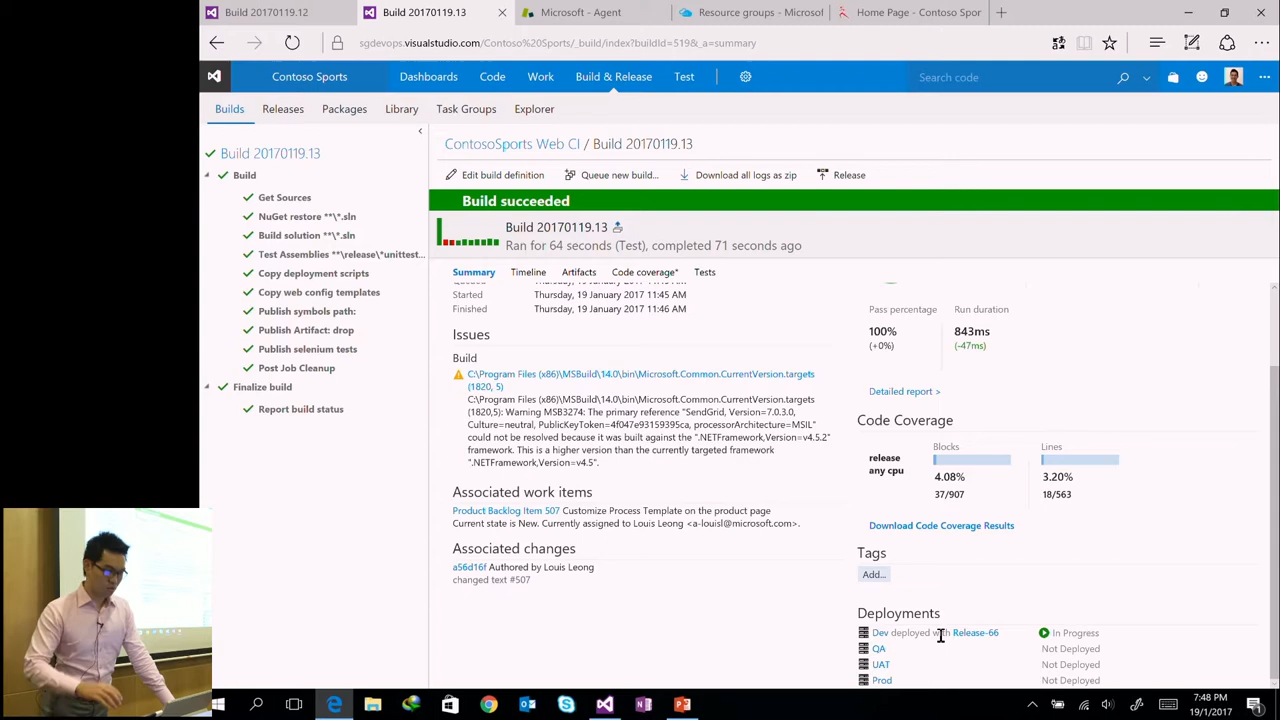 Build 20170119.12
Build 20170119.13
Microsoft - Agent
Resource groups - Microsof
Home Page - Contoso Spor
sgdevops.visualstudio.com/Contoso%20Sports/_build/index?buildId=519&_a=summary
Contoso Sports
Dashboards
Code
Work
Build & Release
Test
Search code
Builds
Releases
Packages
Library
Task Groups
Explorer
Build 20170119.13
Build
Get Sources
NuGet restore **\*.sln
Build solution **\*.sln
Test Assemblies **\release\*unittest...
Copy deployment scripts
Copy web config templates
Publish symbols path:
Publish Artifact: drop
Publish selenium tests
Post Job Cleanup
Finalize build
Report build status
ContosoSports Web CI / Build 20170119.13
Edit build definition
Queue new build...
Download all logs as zip
Release
Build succeeded
Build 20170119.13
Ran for 64 seconds (Test), completed 71 seconds ago
Summary
Timeline
Artifacts
Code coverage*
Tests
Started
Thursday, 19 January 2017 11:45 AM
Finished
Thursday, 19 January 2017 11:46 AM
Issues
Build
C:\Program Files (x86)\MSBuild\14.0\bin\Microsoft.Common.CurrentVersion.targets
(1820, 5)
C:\Program Files (x86)\MSBuild\14.0\bin\Microsoft.Common.CurrentVersion.targets
(1820,5): Warning MSB3274: The primary reference "SendGrid, Version=7.0.3.0,
Culture=neutral, PublicKeyToken=4f047e93159395ca, processorArchitecture=MSIL"
could not be resolved because it was built against the ".NETFramework,Version=v4.5.2"
framework. This is a higher version than the currently targeted framework
".NETFramework,Version=v4.5".
Associated work items
Product Backlog Item 507 Customize Process Template on the product page
Current state is New. Currently assigned to Louis Leong <a-louisl@microsoft.com>.
Associated changes
a56d16f Authored by Louis Leong
changed text #507
Pass percentage
Run duration
100%
843ms
(+0%)
(-47ms)
Detailed report >
Code Coverage
Blocks
Lines
release
any cpu
4.08%
3.20%
37/907
18/563
Download Code Coverage Results
Tags
Add...
Deployments
Dev deployed with Release-66
In Progress
QA
Not Deployed
UAT
Not Deployed
Prod
Not Deployed
7:48 PM
19/1/2017